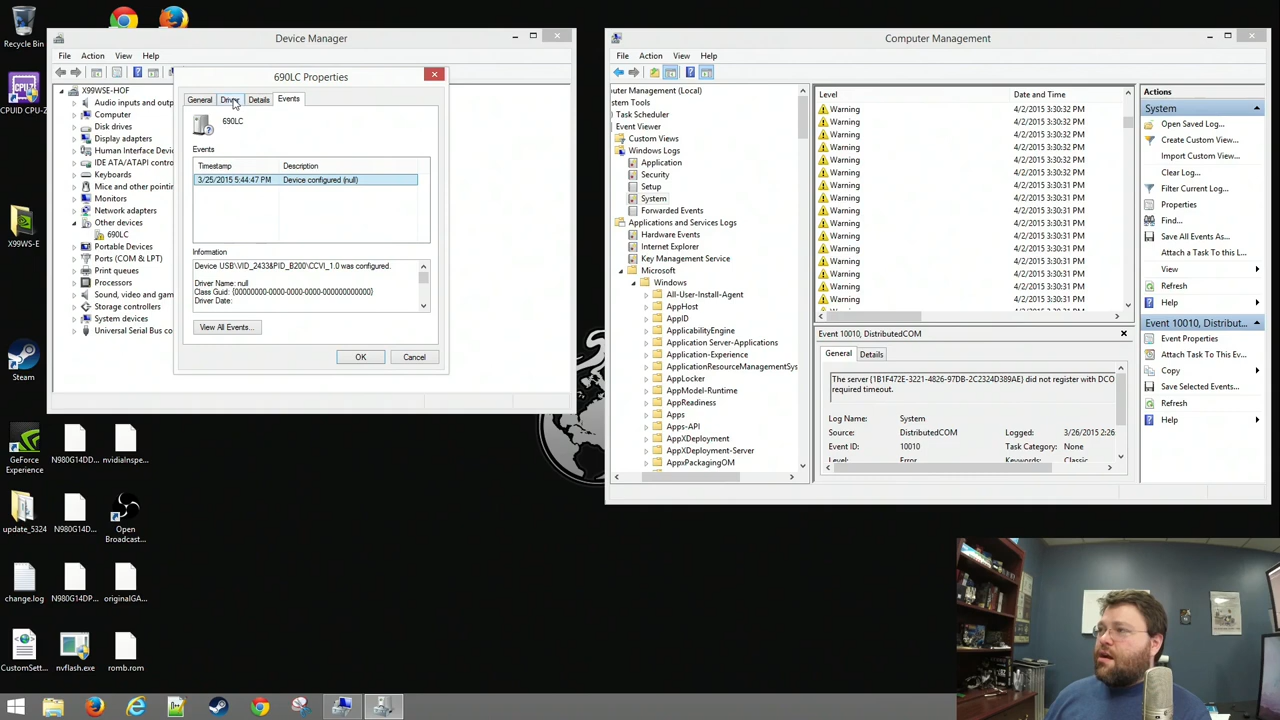 Recycle Bin
CPUID CPU-Z
X99WS-E
Steam
GeForce
Experience
N980G14DD...
nvidiaInspe...
update_5324
N980G14D...
Open
Broadcast...
change.log
N980G14DP...
originalGA...
CustomSett...
nvflash.exe
romb.rom
Device Manager
File Action View Help
X99WSE-HOF
Audio inputs and outp
Computer
Disk drives
Display adapters
Human Interface Devic
IDE ATA/ATAPI contro
Keyboards
Mice and other pointin
Monitors
Network adapters
Other devices
690LC
Portable Devices
Ports (COM & LPT)
Print queues
Processors
Sound, video and gam
Storage controllers
System devices
Universal Serial Bus co
690LC Properties
General Driver Details Events
690LC
Events
Timestamp Description
3/25/2015 5:44:47 PM Device configured (null)
Information
Device USB\VID_2433&PID_B200\CCVI_1.0 was configured.
Driver Name: null
Class Guid: {00000000-0000-0000-0000-000000000000}
Driver Date:
View All Events...
OK Cancel
Computer Management
File Action View Help
puter Management (Local)
stem Tools
Task Scheduler
Event Viewer
Custom Views
Windows Logs
Application
Security
Setup
System
Forwarded Events
Applications and Services Logs
Hardware Events
Internet Explorer
Key Management Service
Microsoft
Windows
All-User-Install-Agent
AppHost
AppID
ApplicabilityEngine
Application Server-Applications
Application-Experience
ApplicationResourceManagementSys
AppLocker
AppModel-Runtime
AppReadiness
Apps
Apps-API
AppXDeployment
AppXDeployment-Server
AppxPackagingOM
Level Date and Time
Warning 4/2/2015 3:30:32 PM
Warning 4/2/2015 3:30:32 PM
Warning 4/2/2015 3:30:32 PM
Warning 4/2/2015 3:30:32 PM
Warning 4/2/2015 3:30:32 PM
Warning 4/2/2015 3:30:32 PM
Warning 4/2/2015 3:30:31 PM
Warning 4/2/2015 3:30:31 PM
Warning 4/2/2015 3:30:31 PM
Warning 4/2/2015 3:30:31 PM
Warning 4/2/2015 3:30:31 PM
Warning 4/2/2015 3:30:31 PM
Warning 4/2/2015 3:30:31 PM
Warning 4/2/2015 3:30:31 PM
Warning 4/2/2015 3:30:31 PM
Warning 4/2/2015 3:30:31 PM
Event 10010, DistributedCOM
General Details
The server {1B1F472E-3221-4826-97DB-2C2324D389AE} did not register with DCO
required timeout.
Log Name: System
Source: DistributedCOM Logged: 3/26/2015 2:26
Event ID: 10010 Task Category: None
Level: Error Keywords: Classic
Actions
System
Open Saved Log...
Create Custom View...
Import Custom View...
Clear Log...
Filter Current Log...
Properties
Find...
Save All Events As...
Attach a Task To this L...
View
Refresh
Help
Event 10010, Distribut...
Event Properties
Attach Task To This Ev...
Copy
Save Selected Events...
Refresh
Help